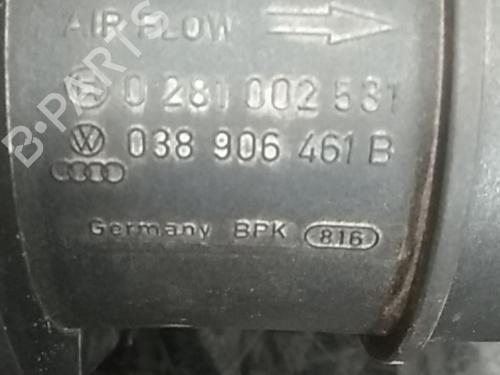 AIR FLOW
0 281 002 531
038 906 461 B
Germany BPK 816
B-PARTS